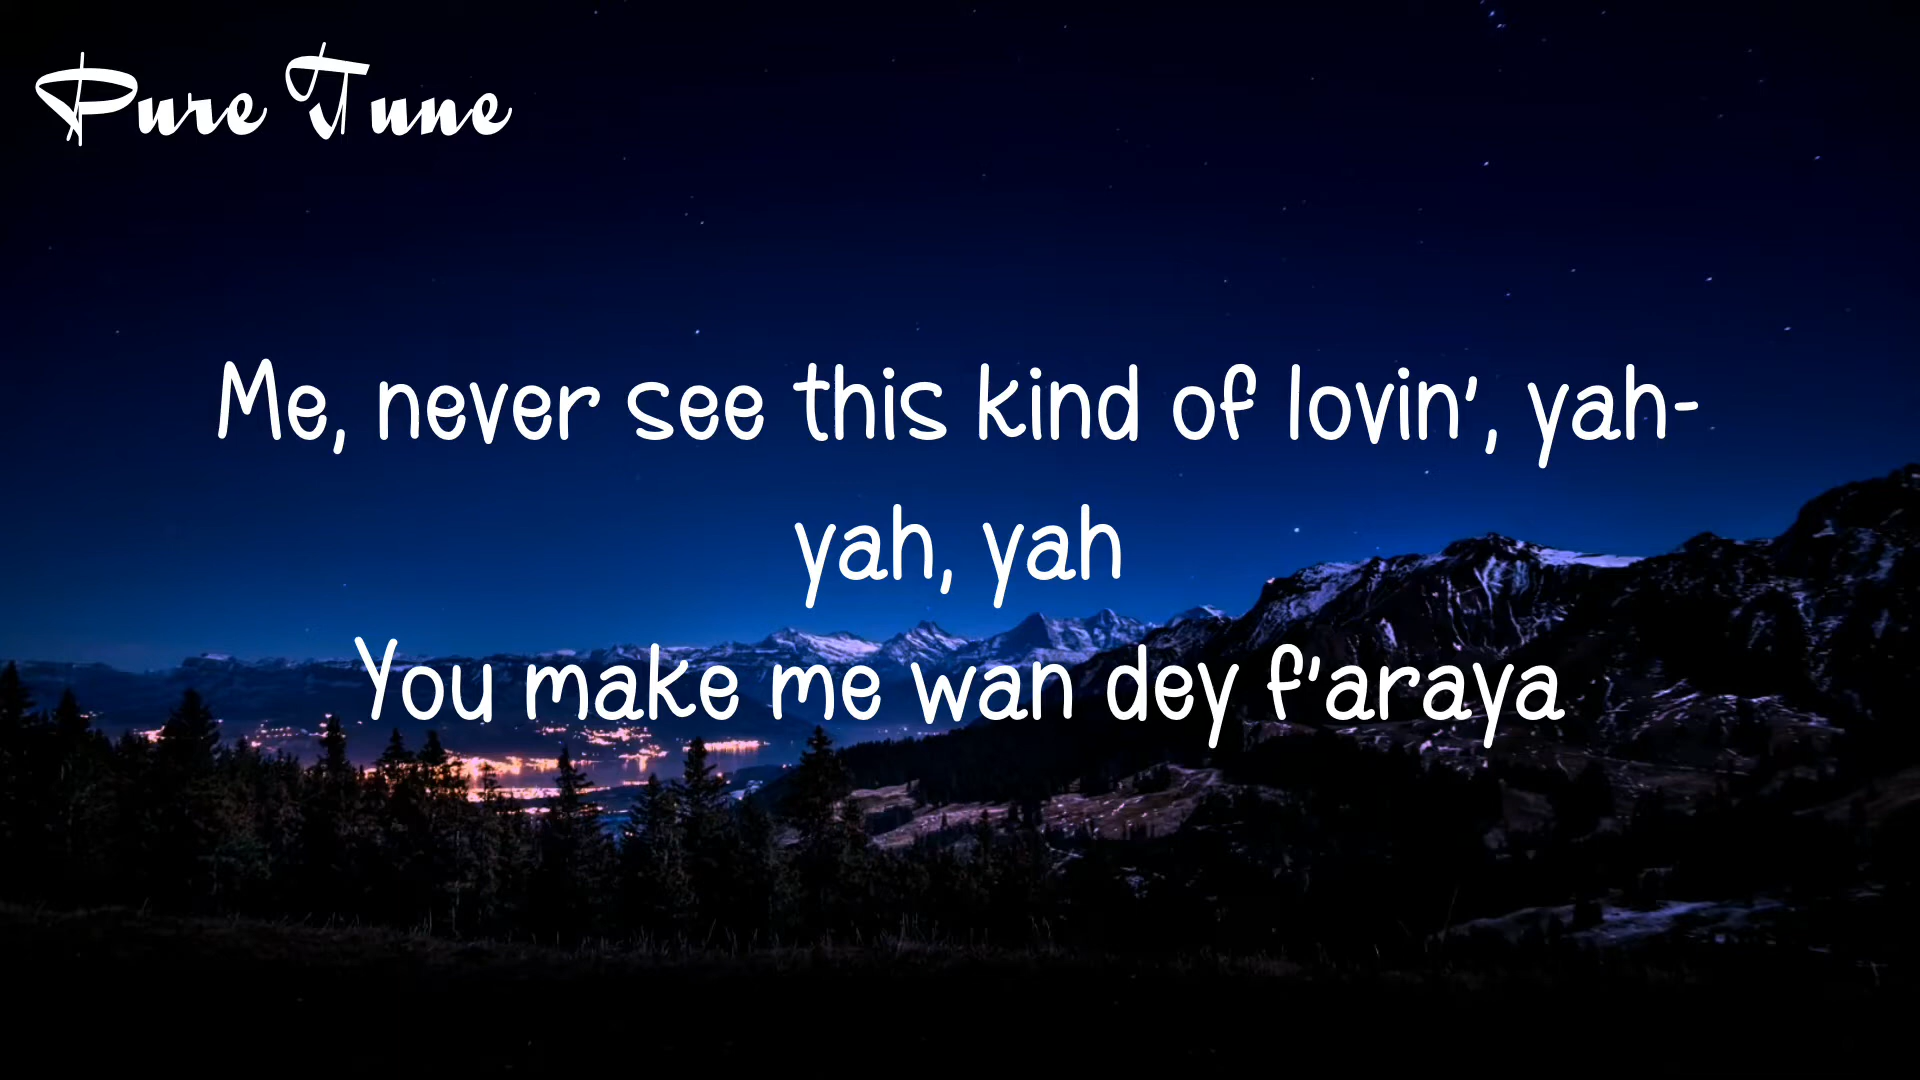 Pure Tune
Me, never see this kind of lovin', yah-
yah, yah
You make me wan dey f'araya